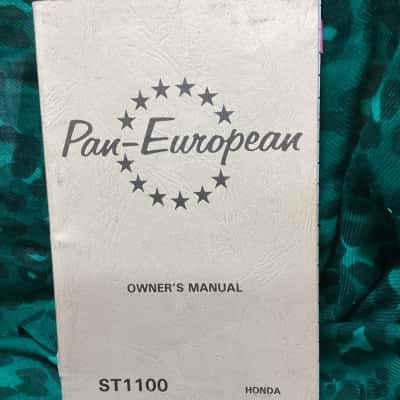 Pan-European
OWNER'S MANUAL
ST1100 HONDA